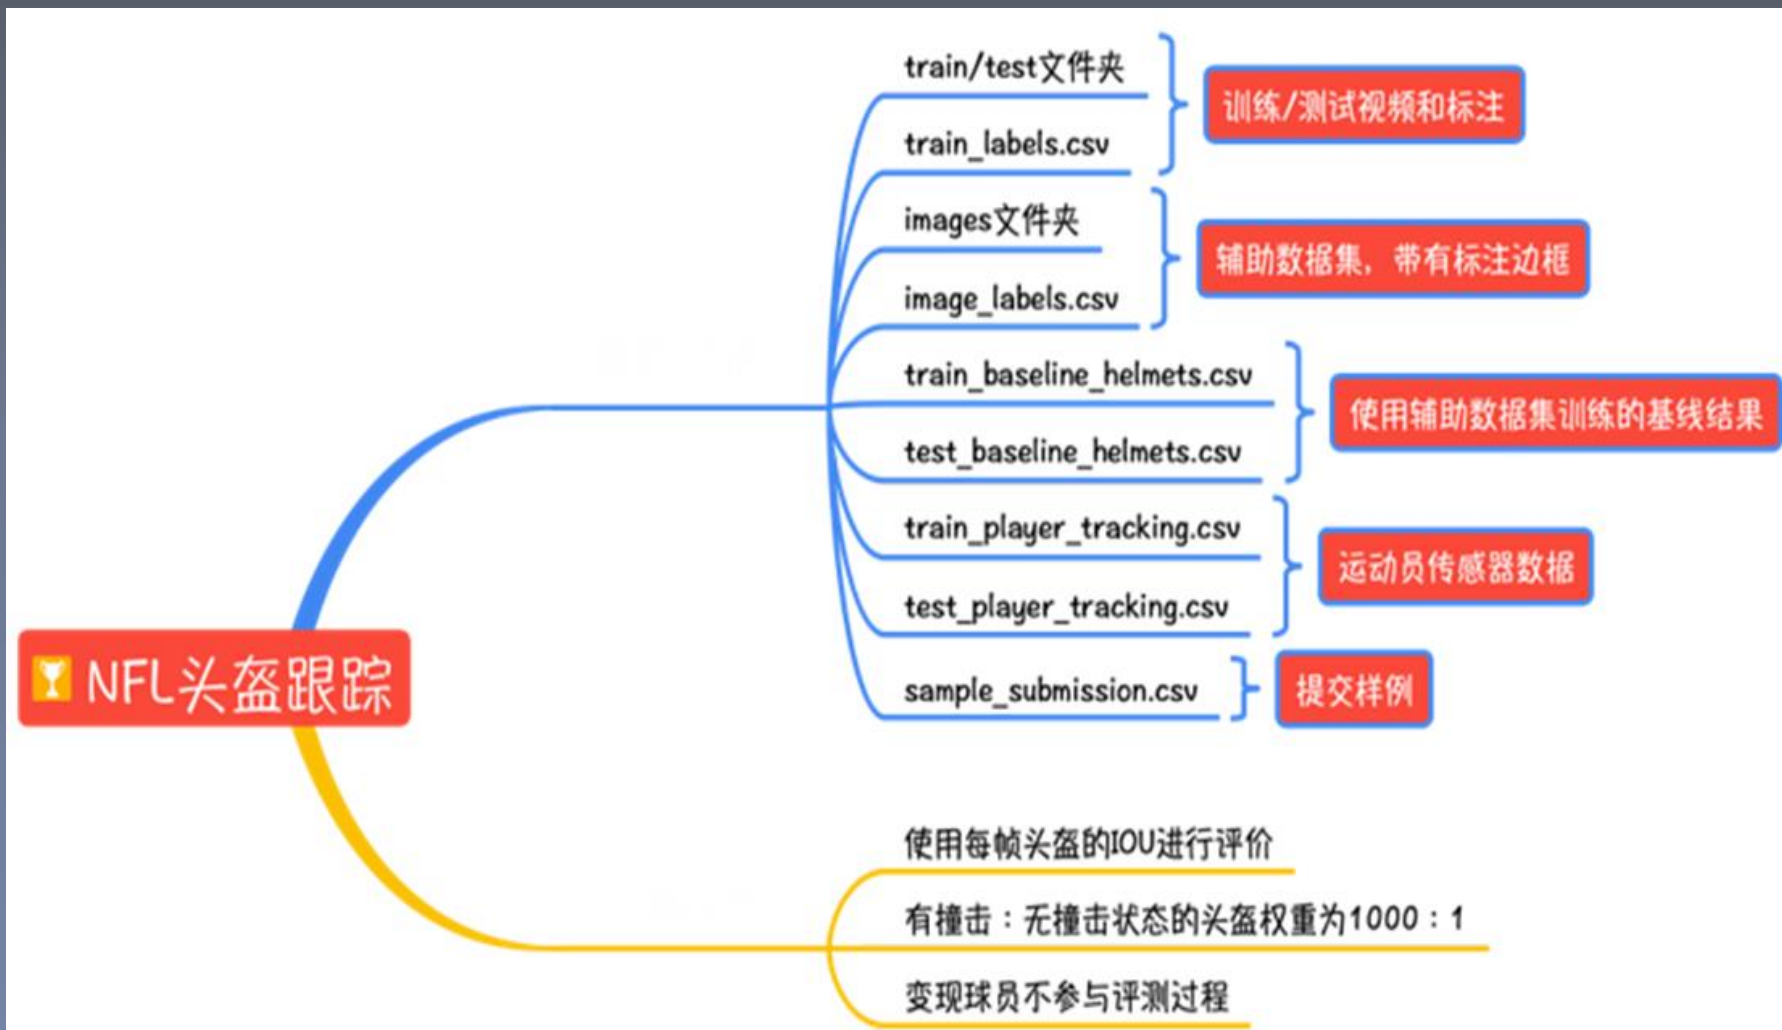 train/test文件夹
train_labels.csv
训练/测试视频和标注
images文件夹
image_labels.csv
辅助数据集，带有标注边框
train_baseline_helmets.csv
test_baseline_helmets.csv
使用辅助数据集训练的基线结果
train_player_tracking.csv
test_player_tracking.csv
运动员传感器数据
sample_submission.csv
提交样例
NFL头盔跟踪
使用每帧头盔的IOU进行评价
有撞击：无撞击状态的头盔权重为1000：1
变现球员不参与评测过程